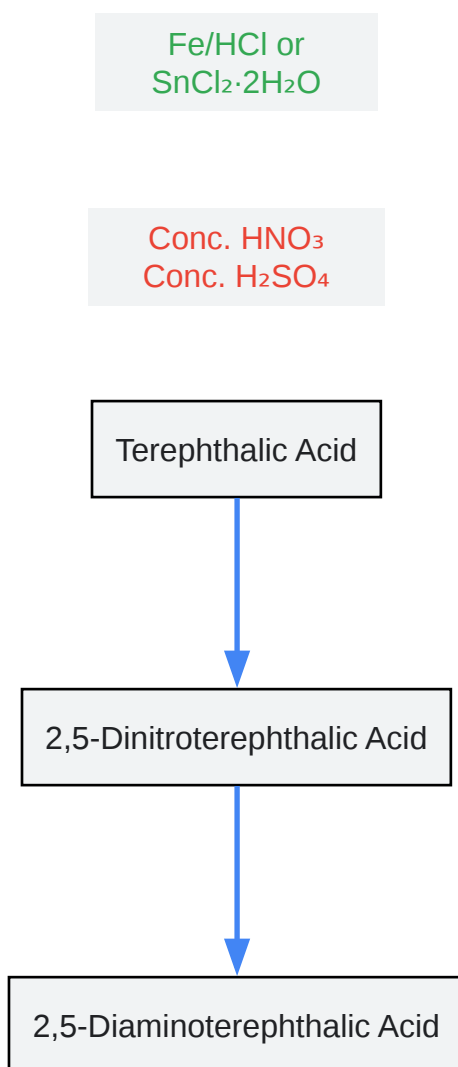 Fe/HCl or
SnCl₂·2H₂O
Conc. HNO₃
Conc. H₂SO₄
Terephthalic Acid
2,5-Dinitroterephthalic Acid
2,5-Diaminoterephthalic Acid